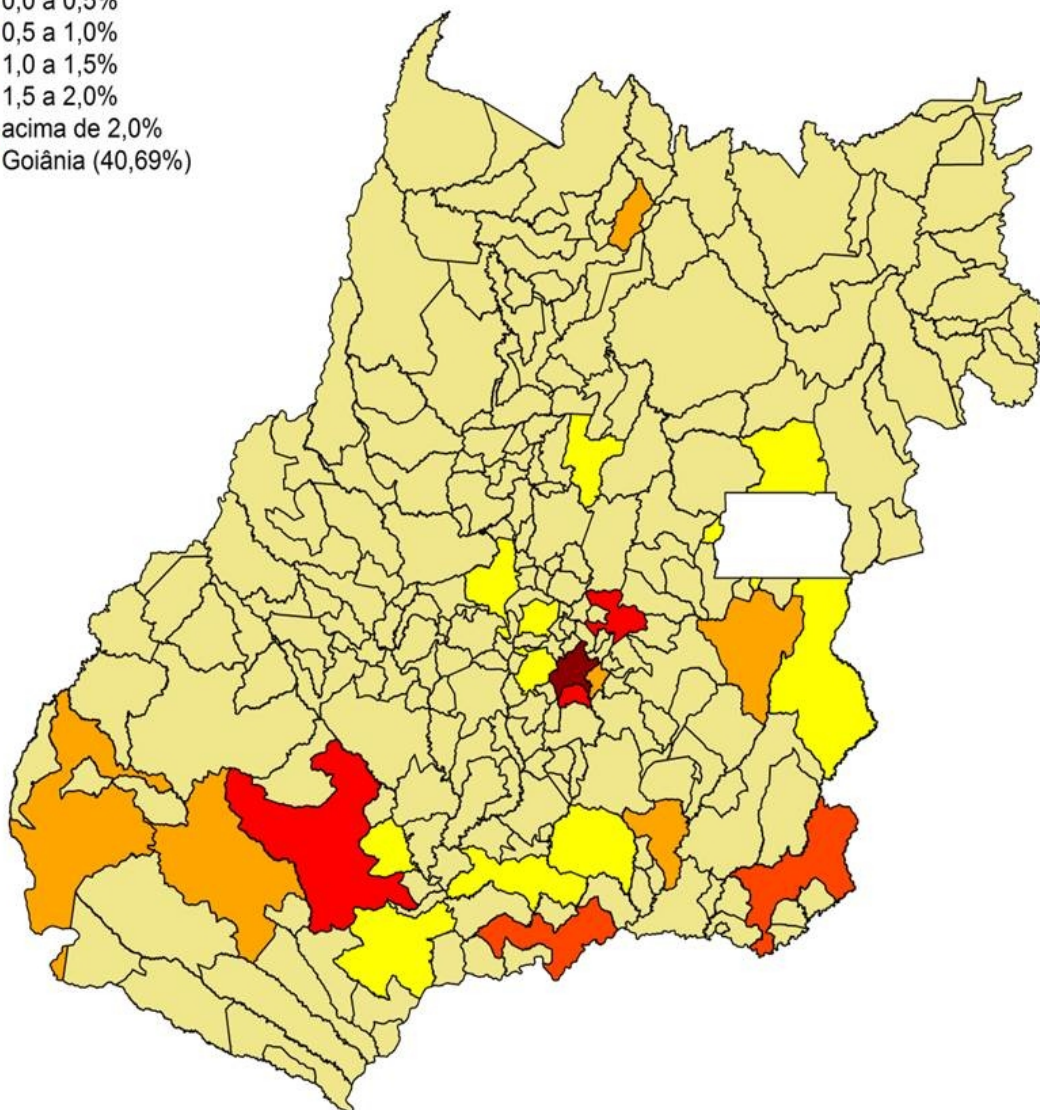 0,0 a 0,5%
0,5 a 1,0%
1,0 a 1,5%
1,5 a 2,0%
acima de 2,0%
Goiânia (40,69%)